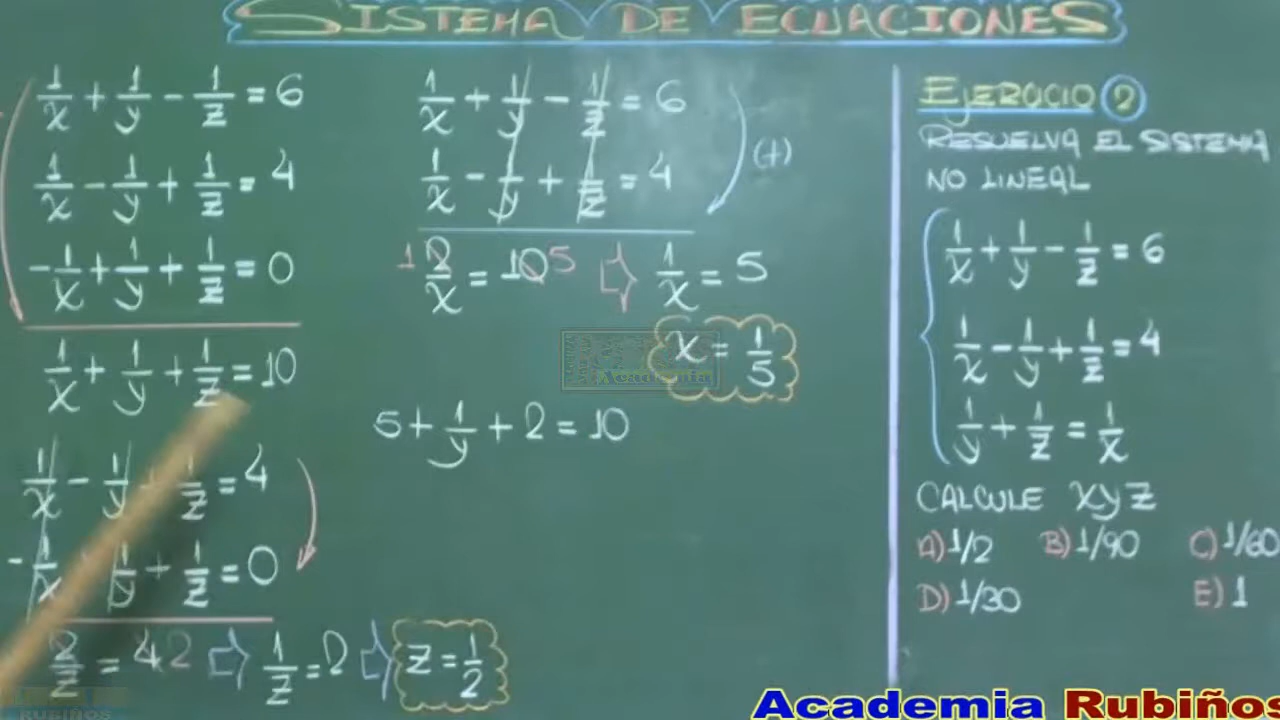 SISTEMA DE ECUACIONES
1/x + 1/y - 1/z = 6
1/x - 1/y + 1/z = 4
-1/x + 1/y + 1/z = 0
1/x + 1/y + 1/z = 10
1/x - 1/y + 1/z = 4
-1/x + 1/y + 1/z = 0
2/z = 4 2 ⇨ 1/z = 2 ⇨ z = 1/2
1/x + 1/y - 1/z = 6
1/x - 1/y + 1/z = 4
(+)
1 2/x = 10 5 ⇨ 1/x = 5
x = 1/5
5 + 1/y + 2 = 10
EJERCICIO 2
RESUELVA EL SISTEMA
NO LINEAL
1/x + 1/y - 1/z = 6
1/x - 1/y + 1/z = 4
1/y + 1/z = 1/x
CALCULE xyz
A) 1/2 B) 1/90 C) 1/60
D) 1/30 E) 1
Academia
RUBIÑOS
Academia Rubiños